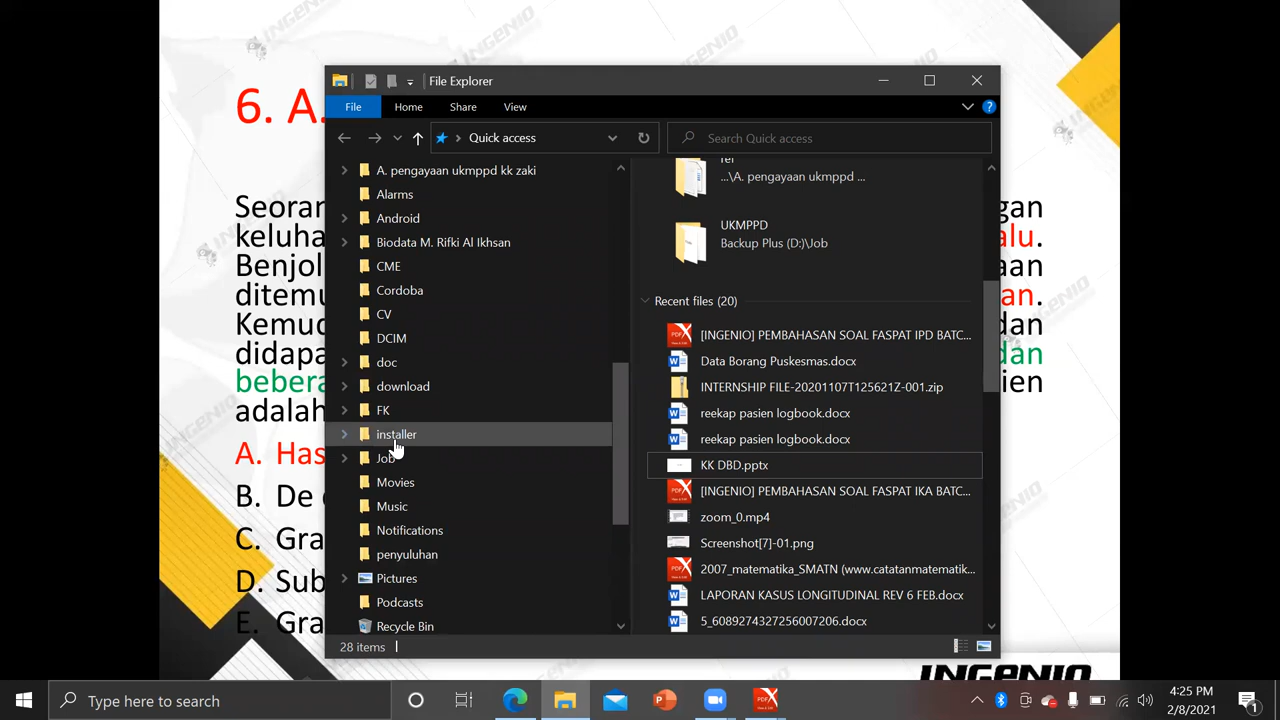 INGENIO
INGENIO
INGENIO
6. A.
File Explorer
File
Home
Share
View
Quick access
Search Quick access
A. pengayaan ukmppd kk zaki
Alarms
Android
Biodata M. Rifki Al Ikhsan
CME
Cordoba
CV
DCIM
doc
download
FK
installer
Job
Movies
Music
Notifications
penyuluhan
Pictures
Podcasts
Recycle Bin
ref
...\A. pengayaan ukmppd ...
UKMPPD
Backup Plus (D:)\Job
Recent files (20)
[INGENIO] PEMBAHASAN SOAL FASPAT IPD BATC...
Data Borang Puskesmas.docx
INTERNSHIP FILE-20201107T125621Z-001.zip
reekap pasien logbook.docx
reekap pasien logbook.docx
KK DBD.pptx
[INGENIO] PEMBAHASAN SOAL FASPAT IKA BATC...
zoom_0.mp4
Screenshot[7]-01.png
2007_matematika_SMATN (www.catatanmatematik...
LAPORAN KASUS LONGITUDINAL REV 6 FEB.docx
5_6089274327256007206.docx
28 items
Seoran gan
keluha alu.
Benjol aan
ditemu an.
Kemud dan
didapa dan
bebera ien
adalah
A. Has
B. De
C. Gra
D. Sub
E. Gra
INGENIO
Type here to search
4:25 PM
2/8/2021
1